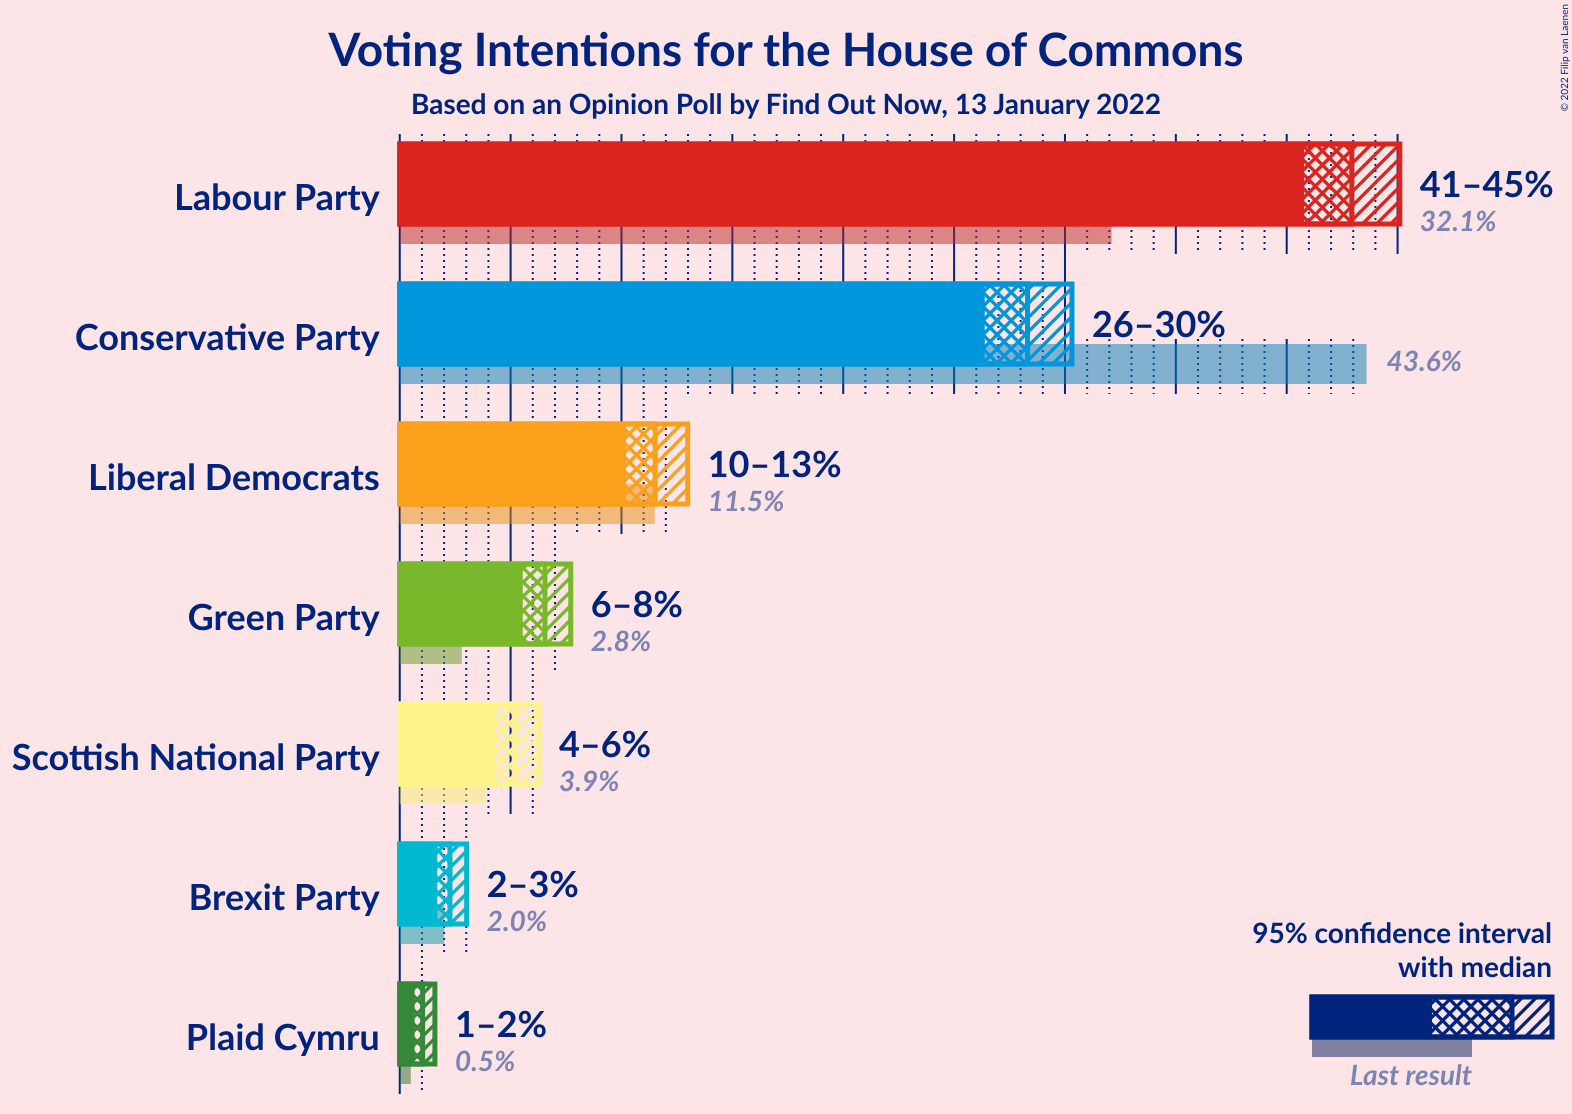 Voting Intentions for the House of Commons
Based on an Opinion Poll by Find Out Now, 13 January 2022
© 2022 Filip van Laenen
Labour Party
41–45%
32.1%
Conservative Party
26–30%
43.6%
Liberal Democrats
10–13%
11.5%
Green Party
6–8%
2.8%
Scottish National Party
4–6%
3.9%
Brexit Party
2–3%
2.0%
Plaid Cymru
1–2%
0.5%
95% confidence interval
with median
Last result